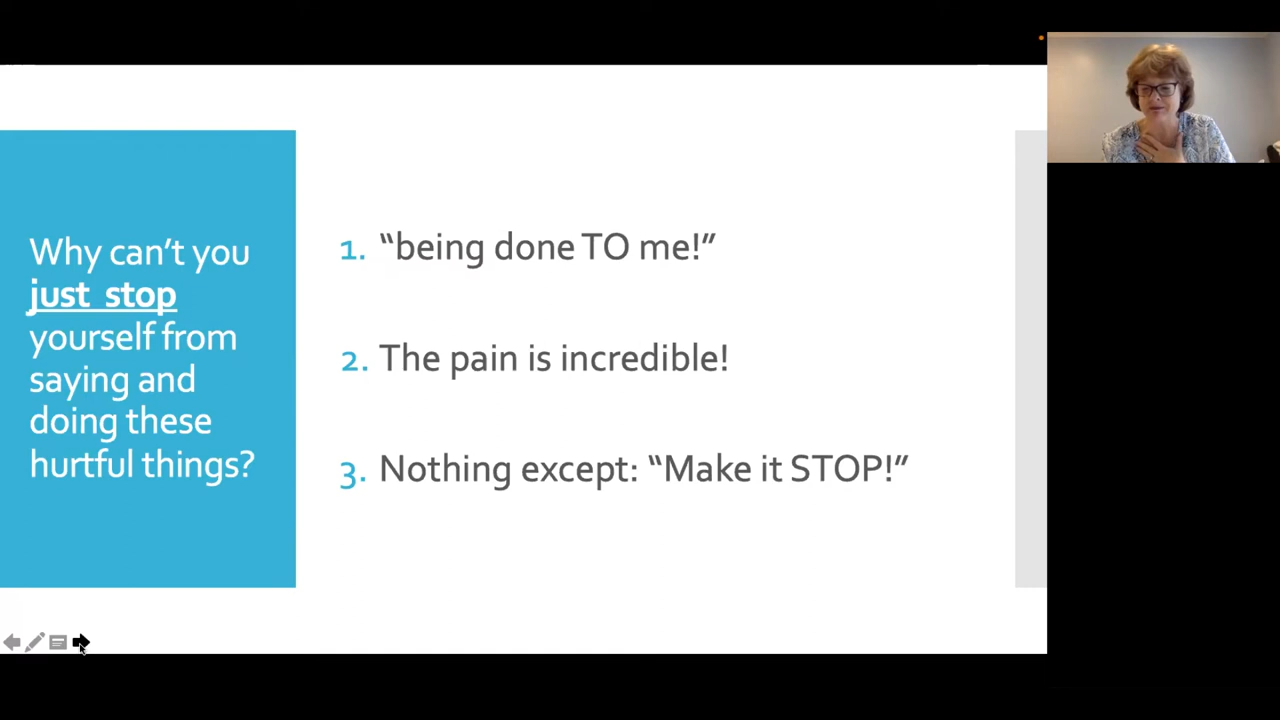 Why can't you
just stop
yourself from
saying and
doing these
hurtful things?
1. “being done TO me!”
2. The pain is incredible!
3. Nothing except: “Make it STOP!”